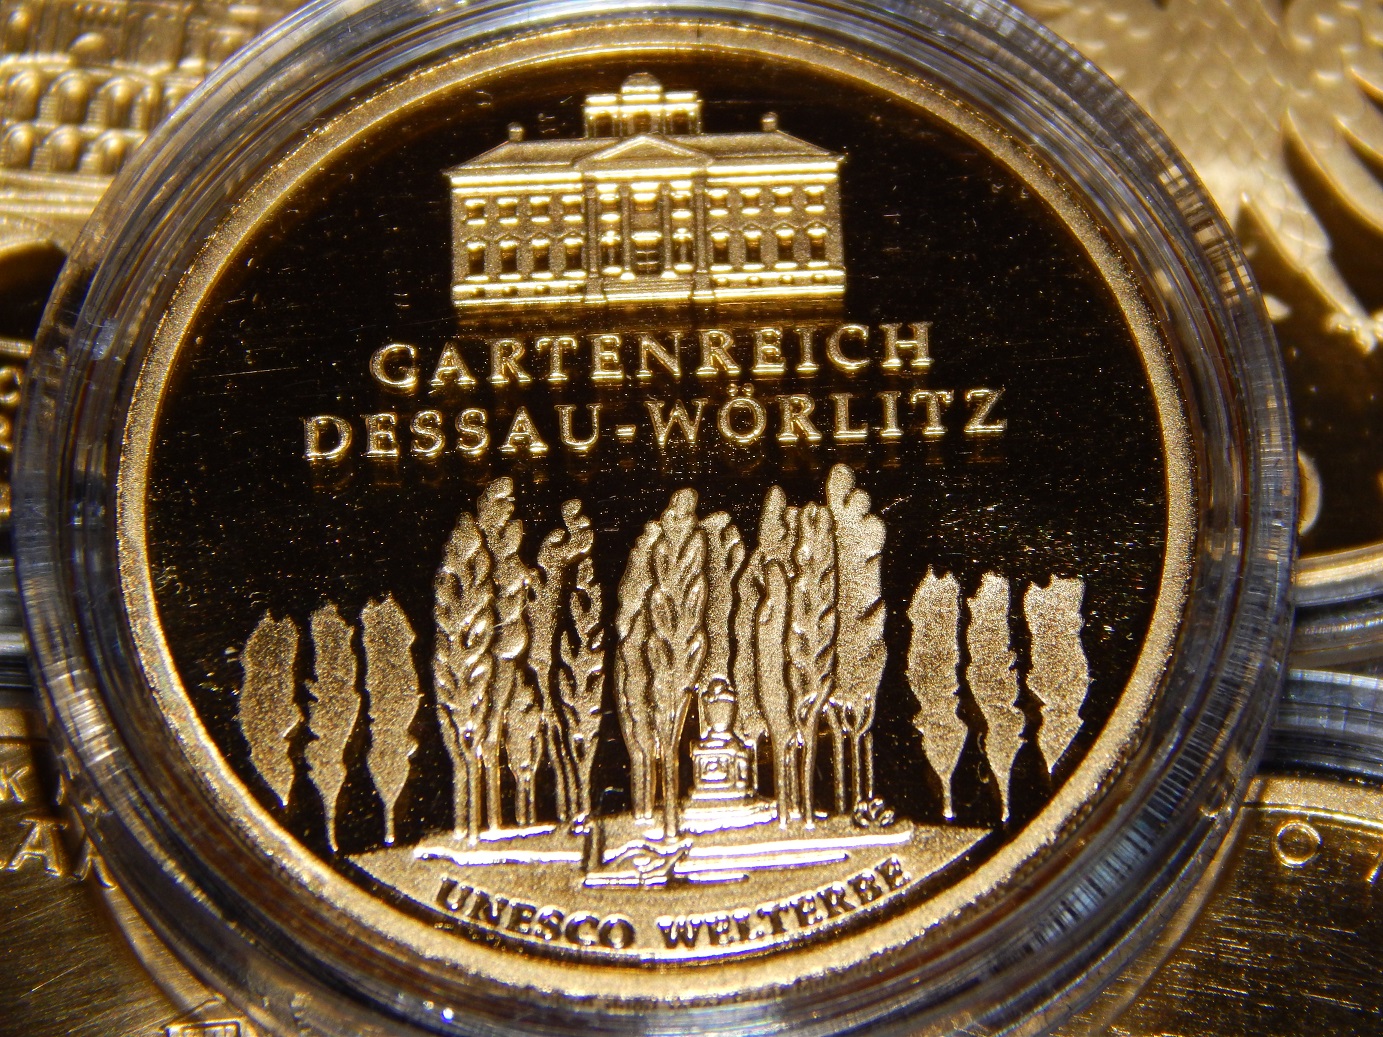 GARTENREICH
DESSAU-WÖRLITZ
UNESCO WELTERBE